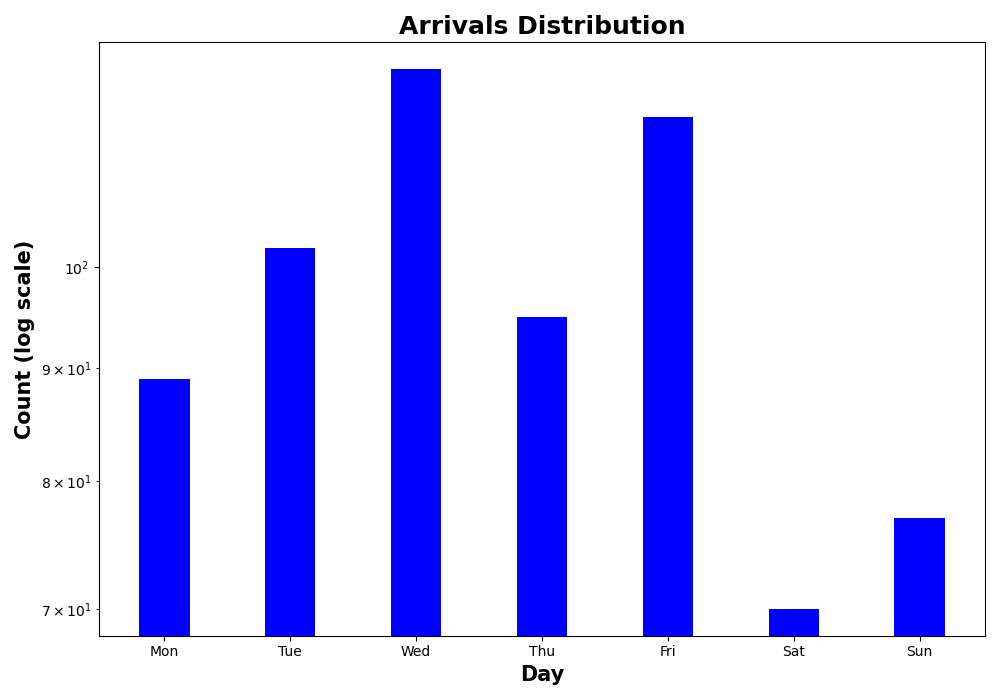 Arrivals Distribution
Count (log scale)
10²
9 × 10¹
8 × 10¹
7 × 10¹
Mon Tue Wed Thu Fri Sat Sun
Day